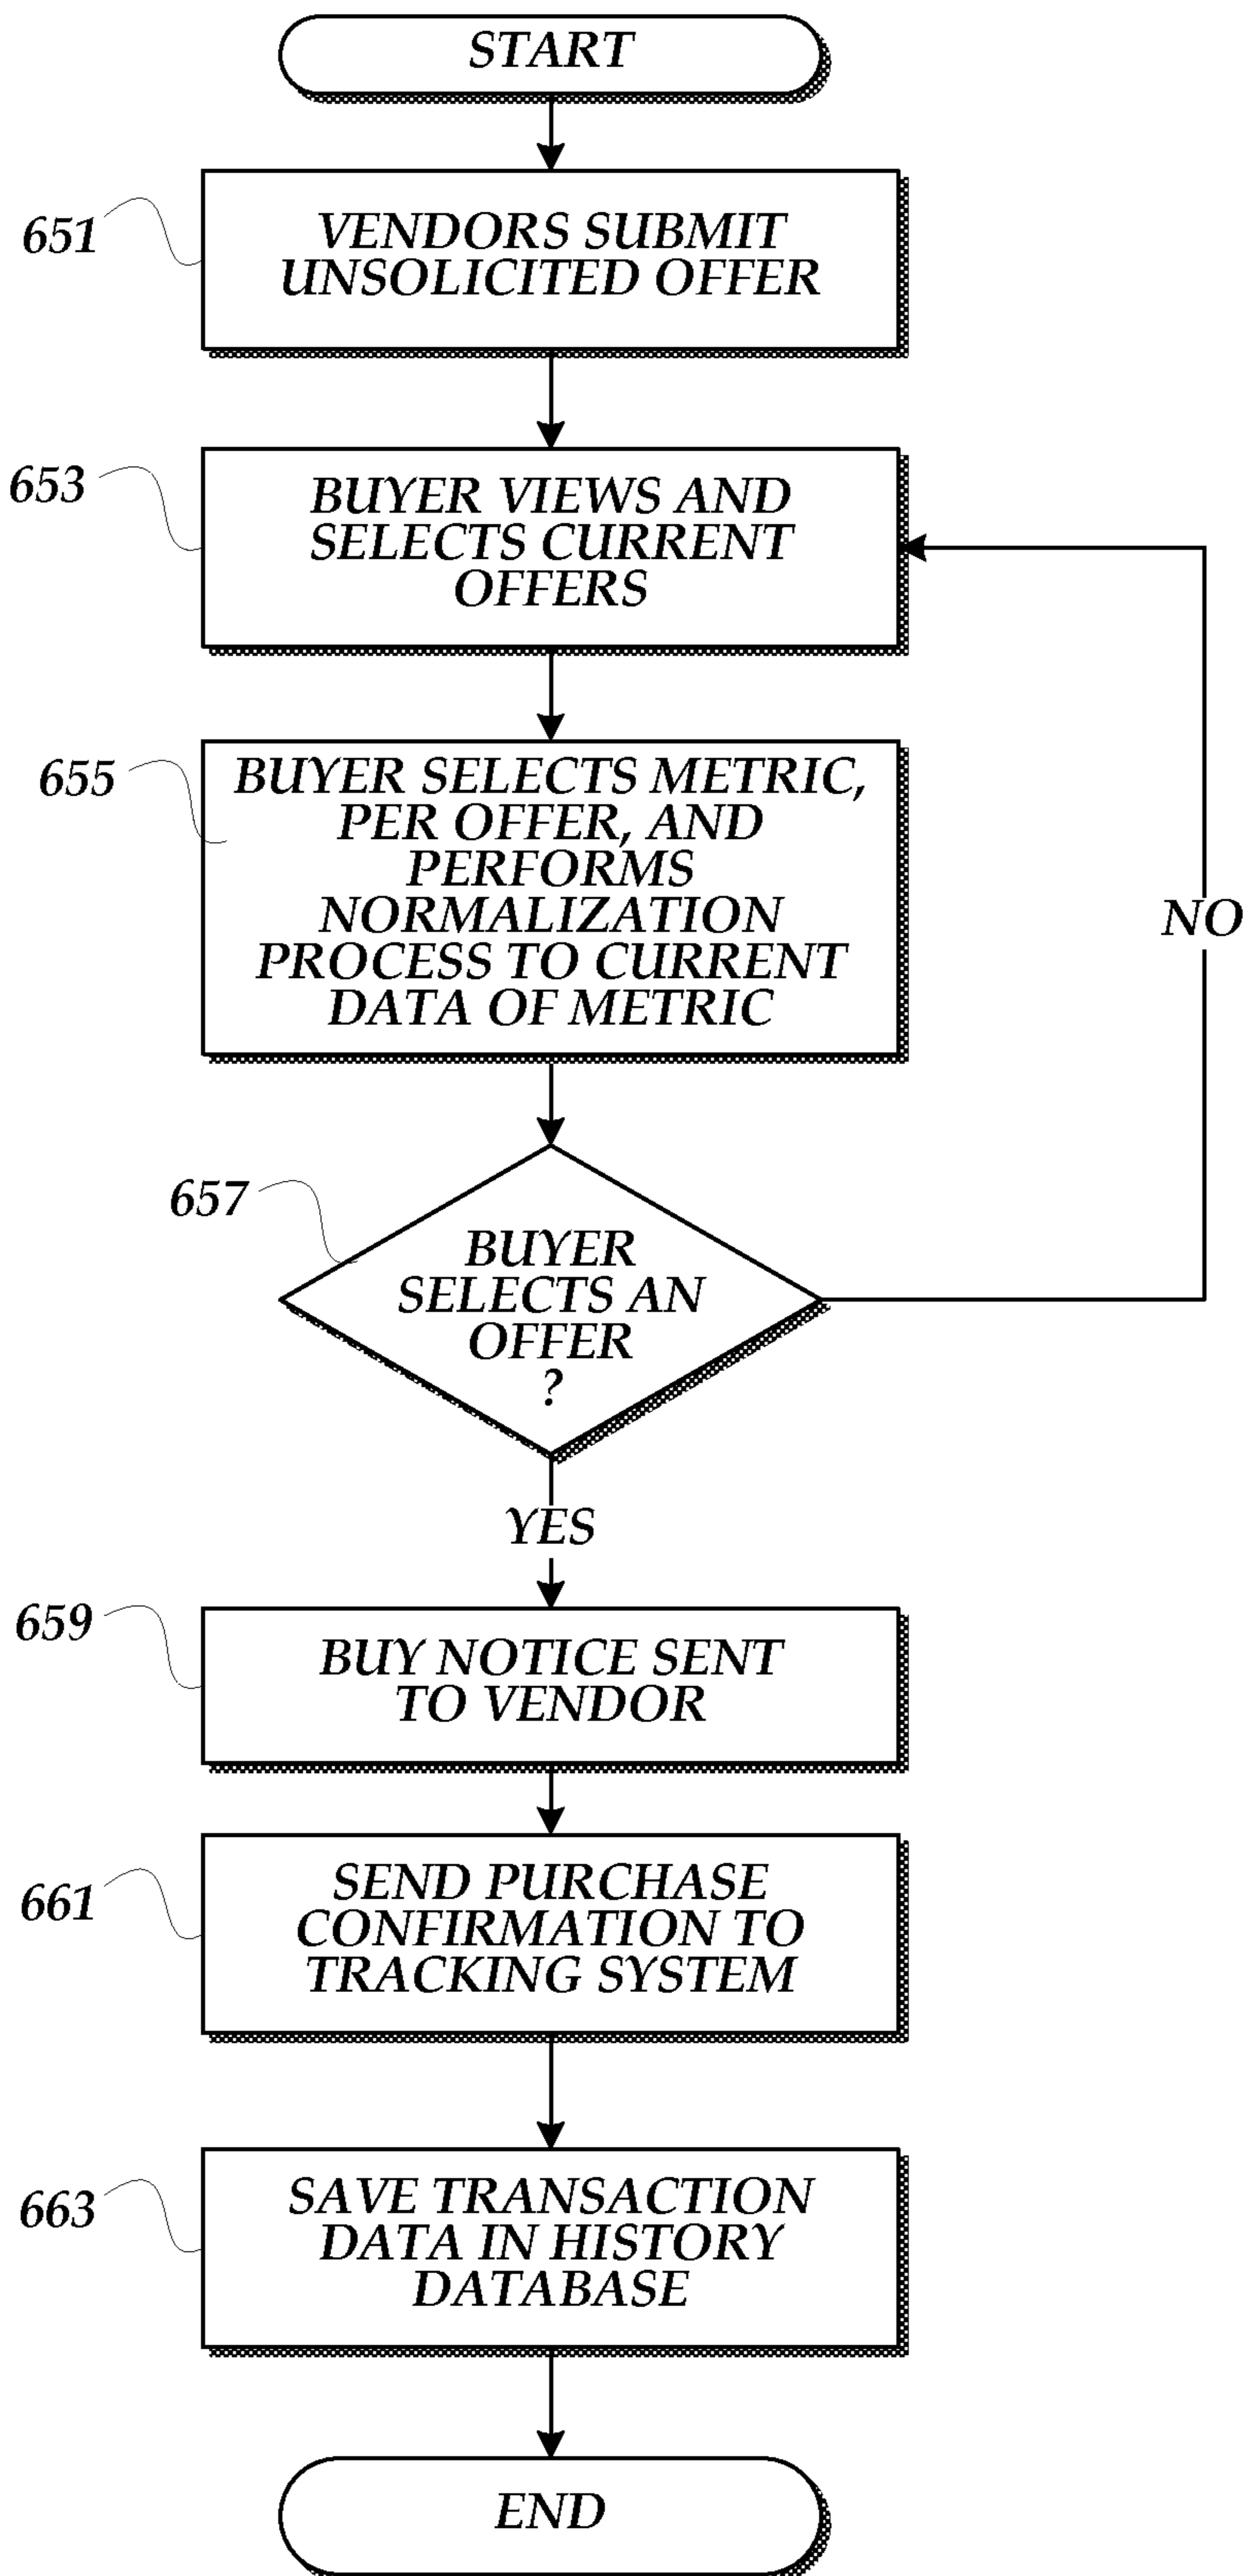 START
651
VENDORS SUBMIT
UNSOLICITED OFFER
653
BUYER VIEWS AND
SELECTS CURRENT
OFFERS
655
BUYER SELECTS METRIC,
PER OFFER, AND
PERFORMS
NORMALIZATION
PROCESS TO CURRENT
DATA OF METRIC
NO
657
BUYER
SELECTS AN
OFFER
?
YES
659
BUY NOTICE SENT
TO VENDOR
661
SEND PURCHASE
CONFIRMATION TO
TRACKING SYSTEM
663
SAVE TRANSACTION
DATA IN HISTORY
DATABASE
END